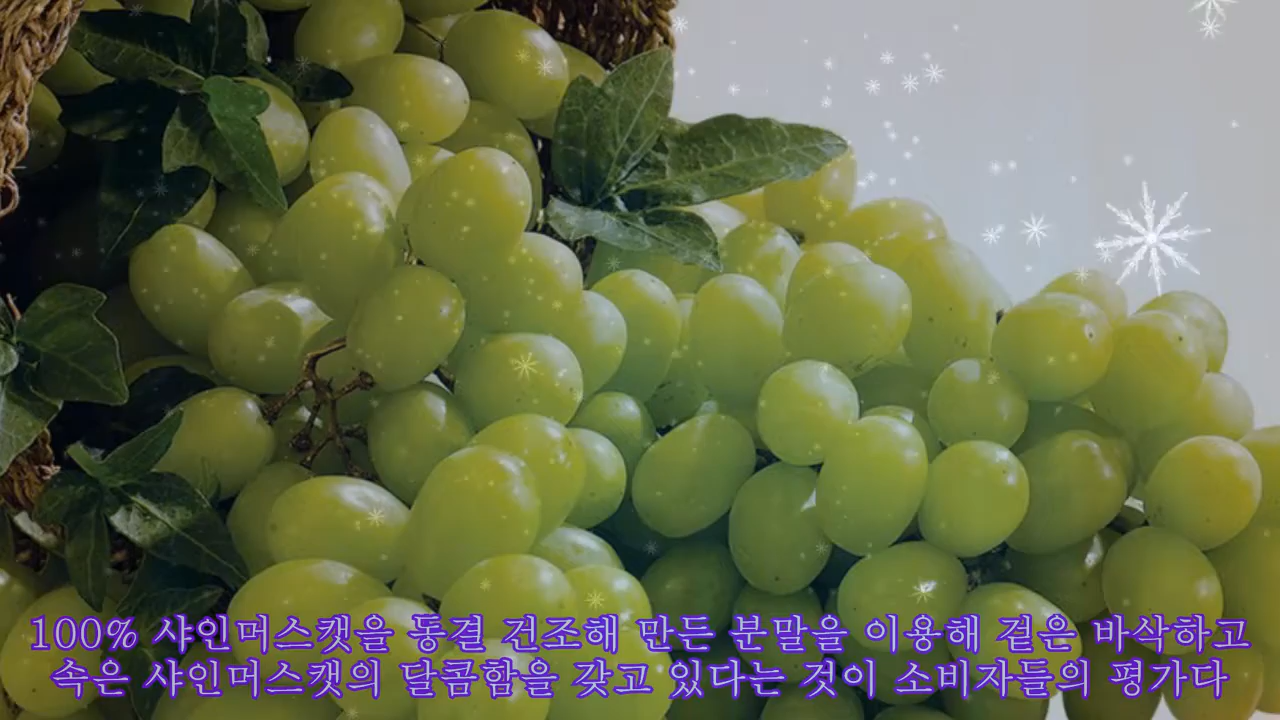 100% 샤인머스캣을 동결 건조해 만든 분말을 이용해 겉은 바삭하고
속은 샤인머스캣의 달콤함을 갖고 있다는 것이 소비자들의 평가다